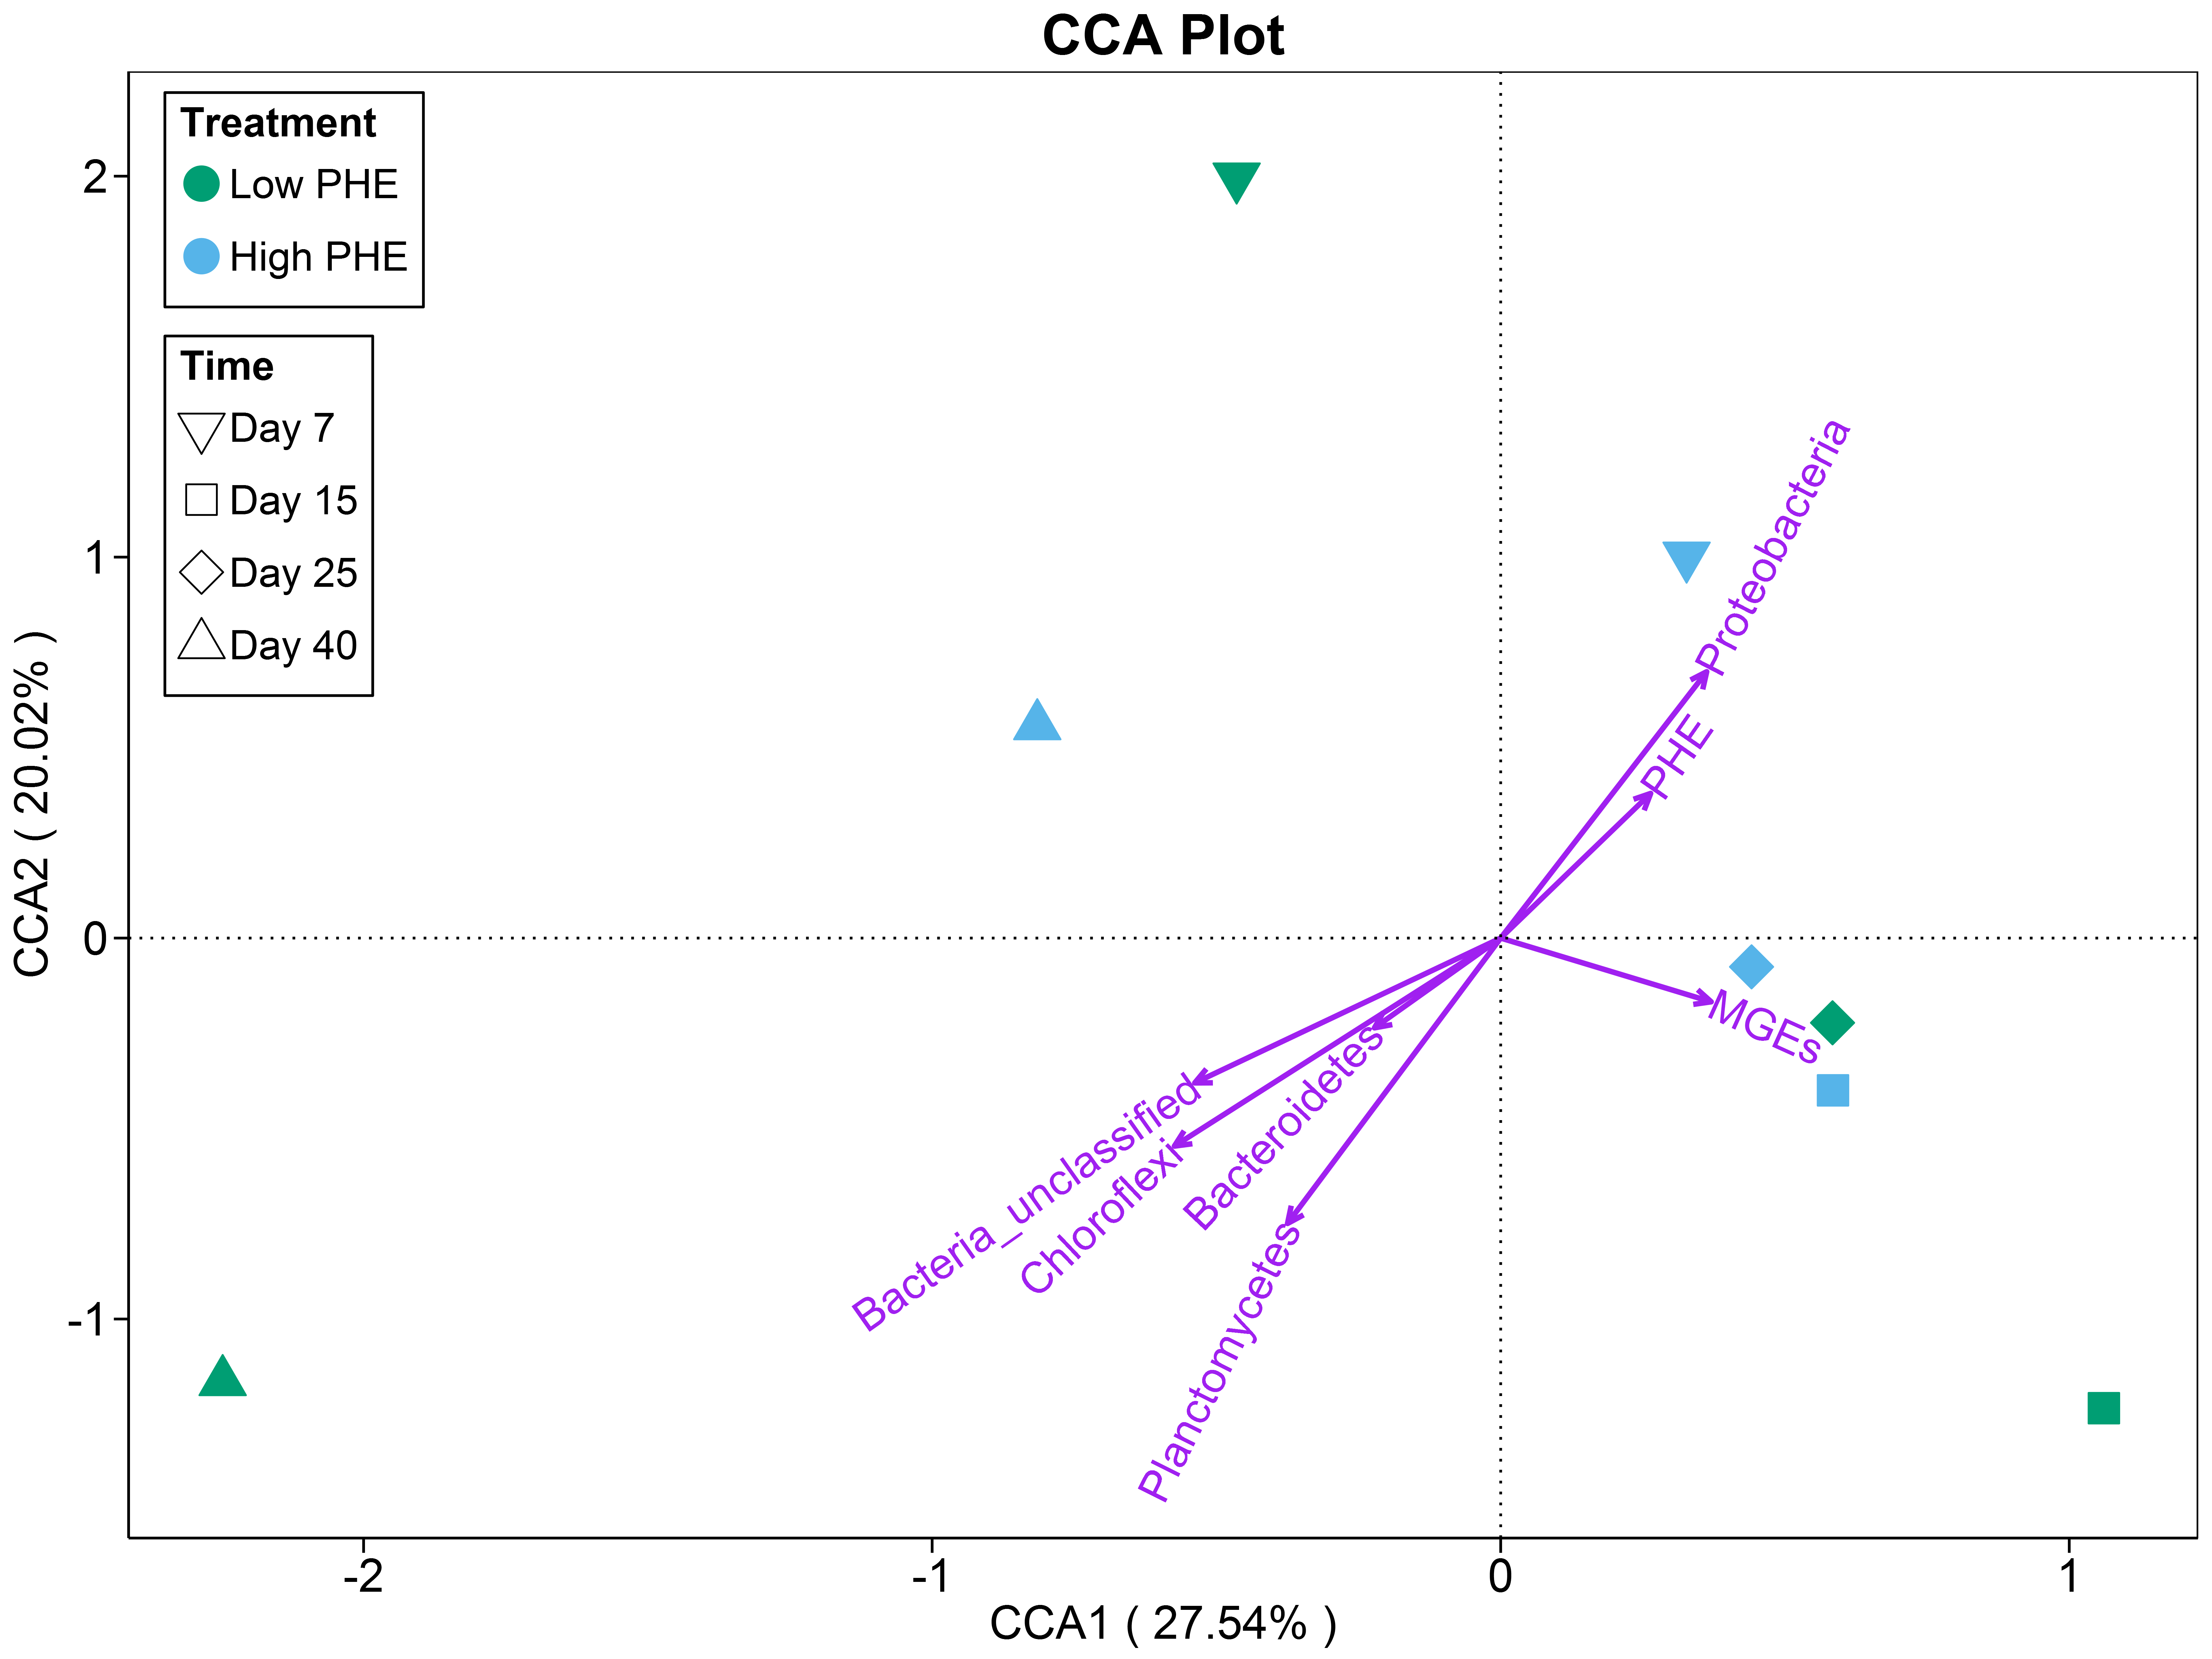 CCA Plot
Treatment
Low PHE
High PHE
Time
Day 7
Day 15
Day 25
Day 40
2
1
0
-1
CCA2 ( 20.02% )
Proteobacteria
PHE
MGEs
Bacteroidetes
Bacteria_unclassified
Chloroflexi
Planctomycetes
-2
-1
0
1
CCA1 ( 27.54% )